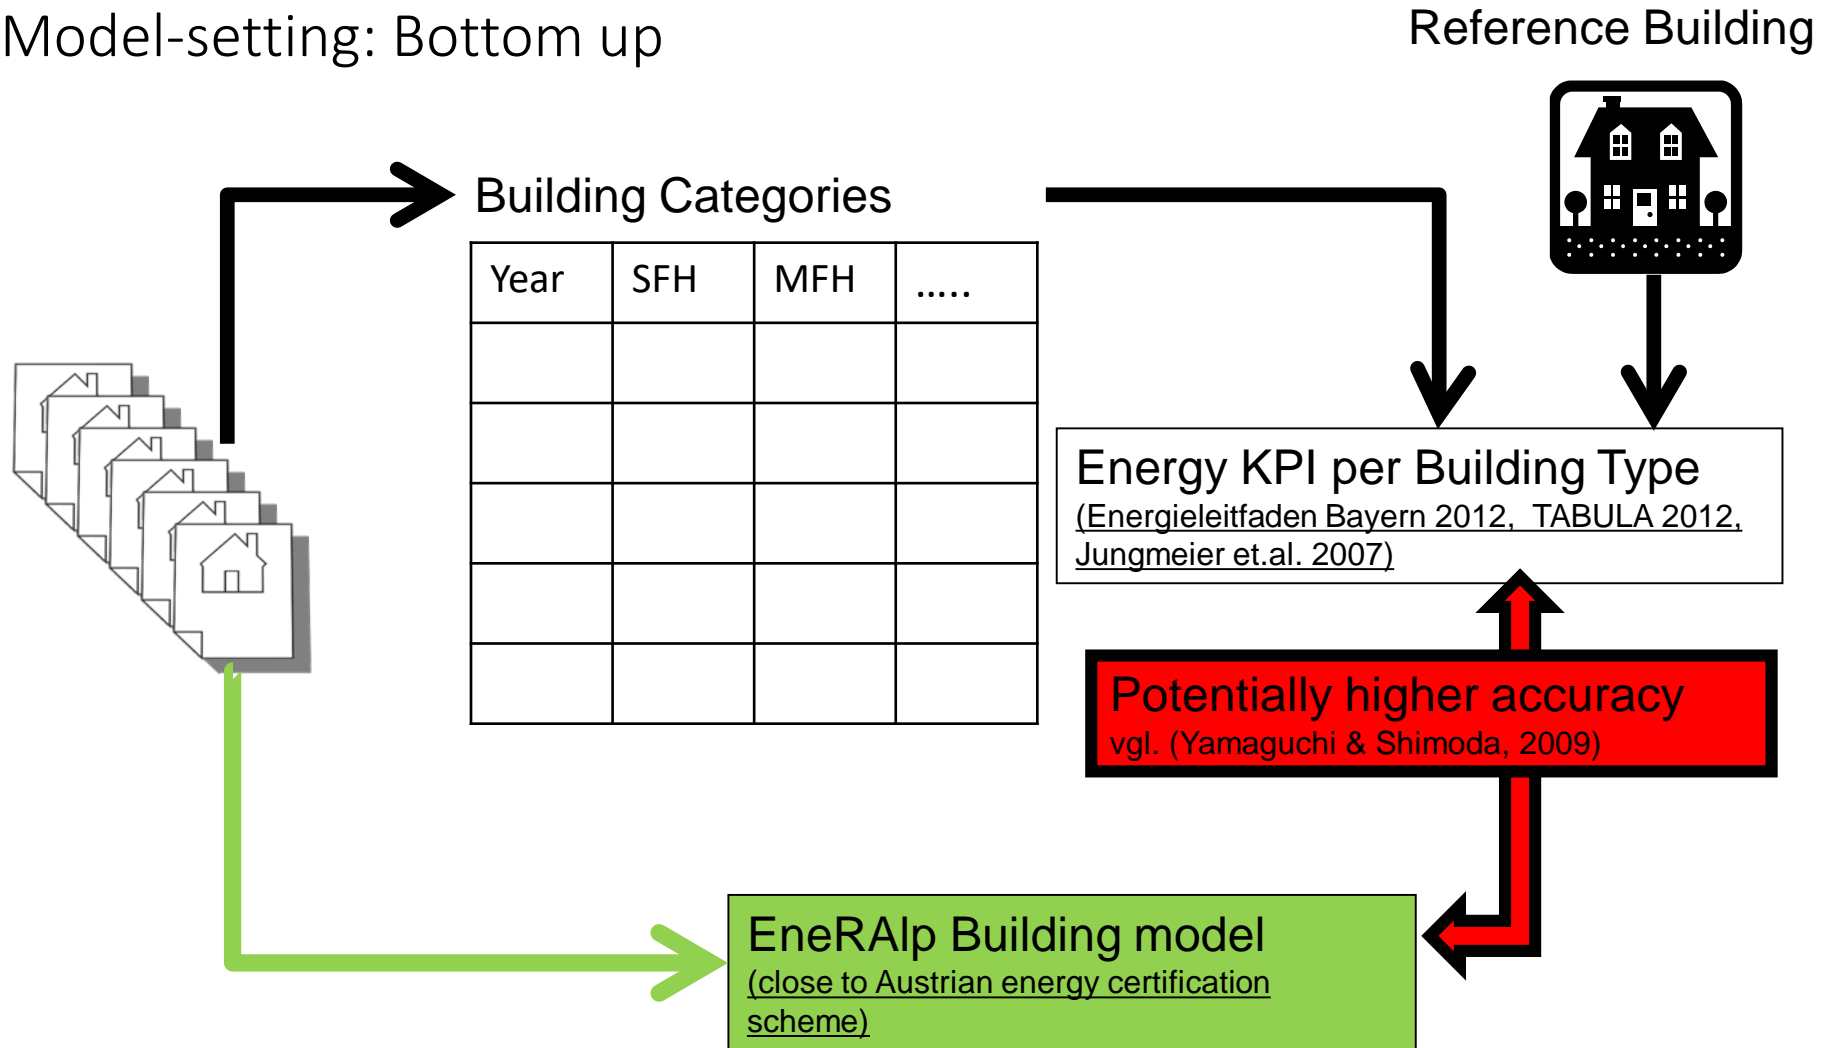 Model-setting: Bottom up
Reference Building
Building Categories
Year SFH MFH .....
Energy KPI per Building Type
(Energieleitfaden Bayern 2012, TABULA 2012,
Jungmeier et.al. 2007)
Potentially higher accuracy
vgl. (Yamaguchi & Shimoda, 2009)
EneRAlp Building model
(close to Austrian energy certification
scheme)